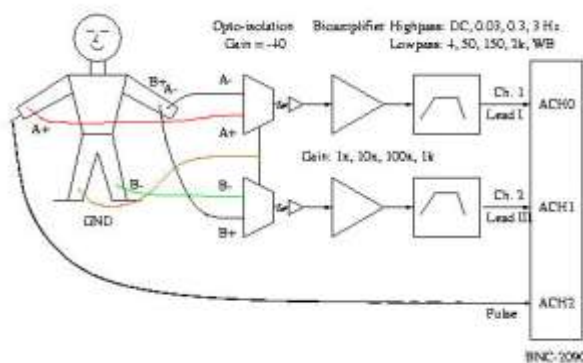 Opto-isolation
Gain = -40
Bioamplifier
Highpass: DC, 0.03, 0.3, 3 Hz
Lowpass: 4, 50, 150, 2k, WB
B+
A-
A-
A+
A+
Ch. 1
Lead I
ACH0
Gain: 1x, 10x, 100x, 1k
B-
B-
B+
GND
Ch. 2
Lead III
ACH1
ACH2
Pulse
BNC-2090